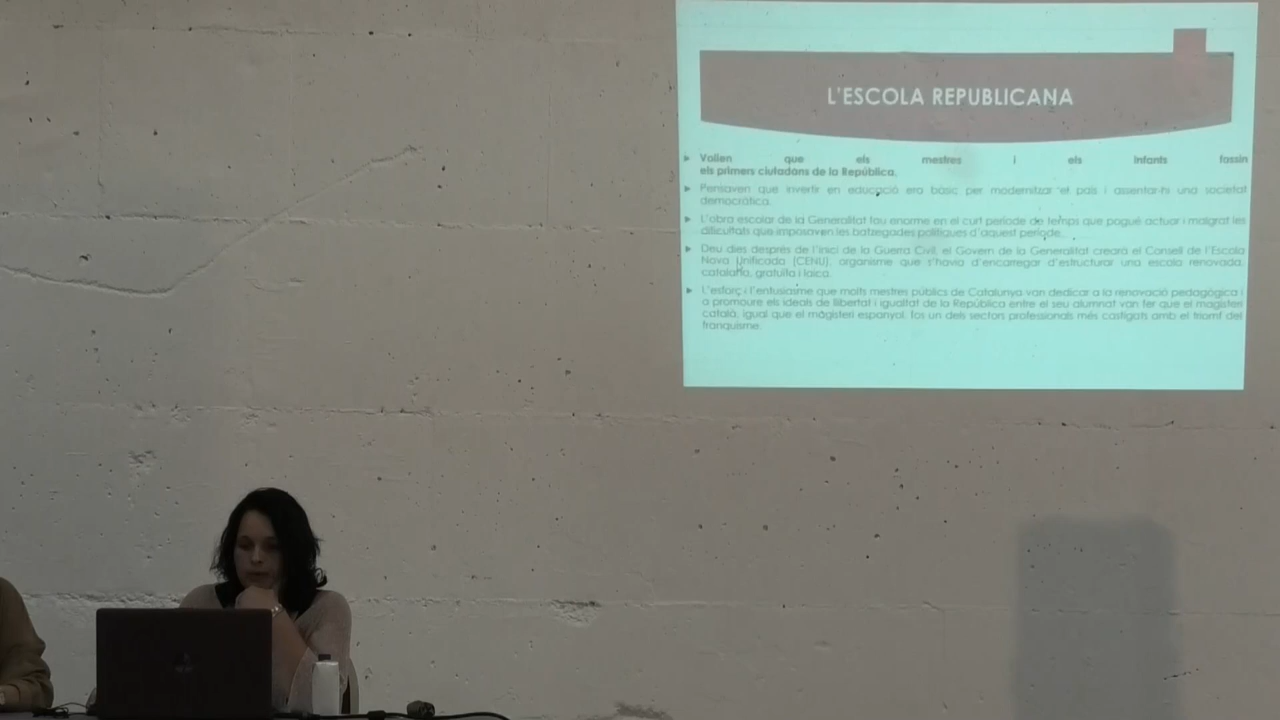 L'ESCOLA REPUBLICANA
Volien que els mestres i els infants fossin
els primers ciutadans de la República.
Pensaven que invertir en educació era bàsic per modernitzar el país i assentar-hi una societat
democràtica.
L'obra escolar de la Generalitat fou enorme en el curt període de temps que pogué actuar i malgrat les
dificultats que imposaven les batzegades polítiques d'aquest període.
Deu dies després de l'inici de la Guerra Civil, el Govern de la Generalitat crearà el Consell de l'Escola
Nova Unificada (CENU), organisme que s'havia d'encarregar d'estructurar una escola renovada,
catalana, gratuïta i laica.
L'esforç i l'entusiasme que molts mestres públics de Catalunya van dedicar a la renovació pedagògica i
a promoure els ideals de llibertat i igualtat de la República entre el seu alumnat van fer que el magisteri
català, igual que el magisteri espanyol, fos un dels sectors professionals més castigats amb el triomf del
franquisme.